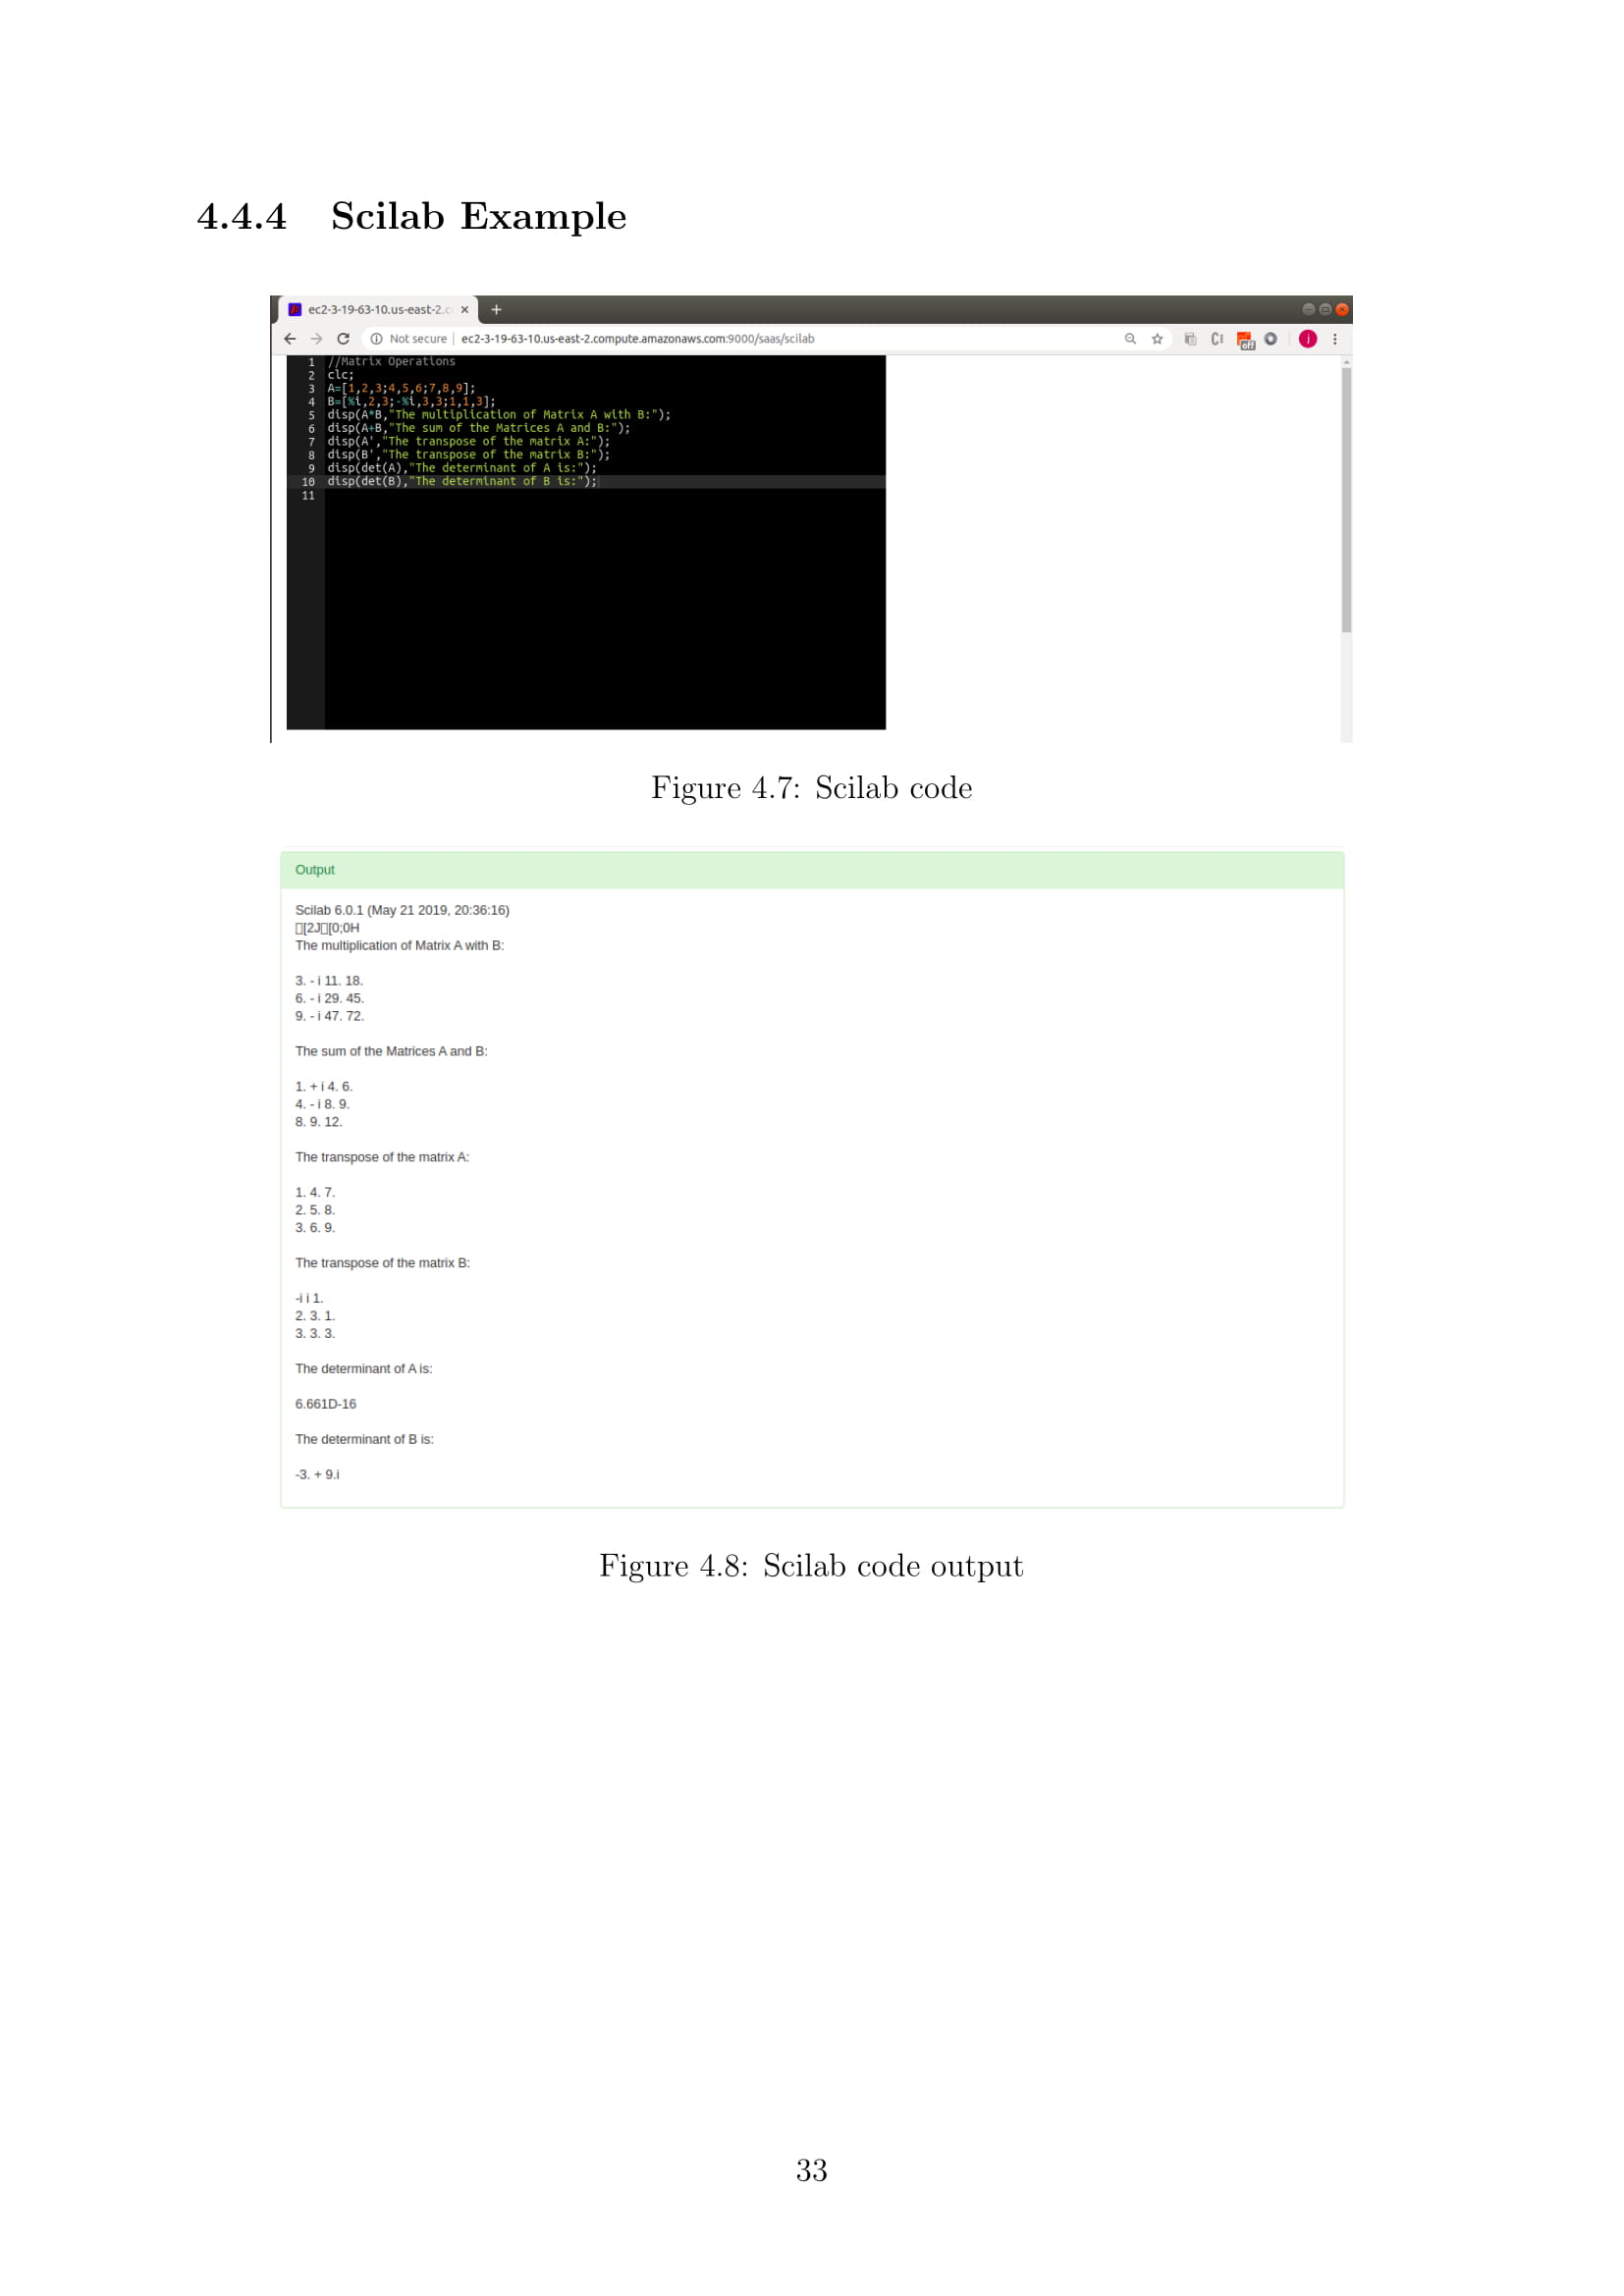 4.4.4 Scilab Example
ec2-3-19-63-10.us-east-2.c
Not secure | ec2-3-19-63-10.us-east-2.compute.amazonaws.com:9000/saas/scilab
1 //Matrix Operations
2 clc;
3 A=[1,2,3;4,5,6;7,8,9];
4 B=[%i,2,3;-%i,3,3;1,1,3];
5 disp(A*B,"The multiplication of Matrix A with B:");
6 disp(A+B,"The sum of the Matrices A and B:");
7 disp(A',"The transpose of the matrix A:");
8 disp(B',"The transpose of the matrix B:");
9 disp(det(A),"The determinant of A is:");
10 disp(det(B),"The determinant of B is:");
11
Figure 4.7: Scilab code
Output
Scilab 6.0.1 (May 21 2019, 20:36:16)
▯[2J▯[0;0H
The multiplication of Matrix A with B:
3. - i 11. 18.
6. - i 29. 45.
9. - i 47. 72.
The sum of the Matrices A and B:
1. + i 4. 6.
4. - i 8. 9.
8. 9. 12.
The transpose of the matrix A:
1. 4. 7.
2. 5. 8.
3. 6. 9.
The transpose of the matrix B:
-i i 1.
2. 3. 1.
3. 3. 3.
The determinant of A is:
6.661D-16
The determinant of B is:
-3. + 9.i
Figure 4.8: Scilab code output
33